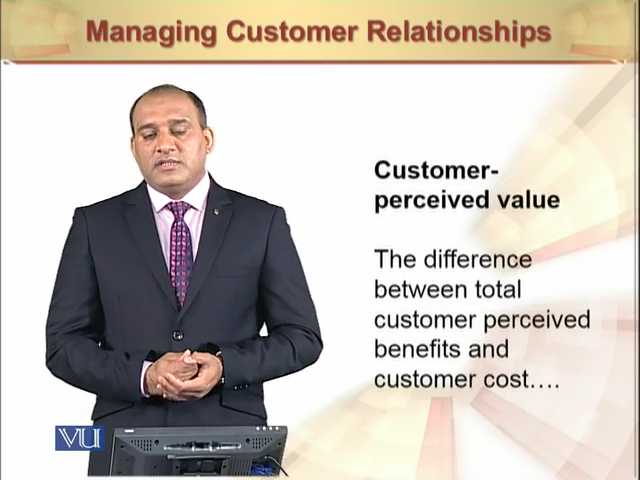 Managing Customer Relationships
Customer-
perceived value
The difference
between total
customer perceived
benefits and
customer cost….
VU